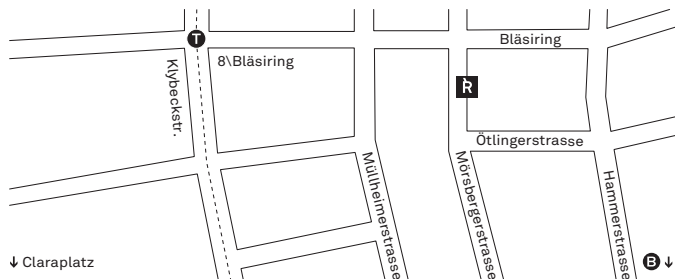 T
Bläsiring
8\Bläsiring
Klybeckstr.
R
Ötlingerstrasse
Müllheimerstrasse
Mörsbergerstrasse
Hammerstrasse
↓ Claraplatz
B ↓